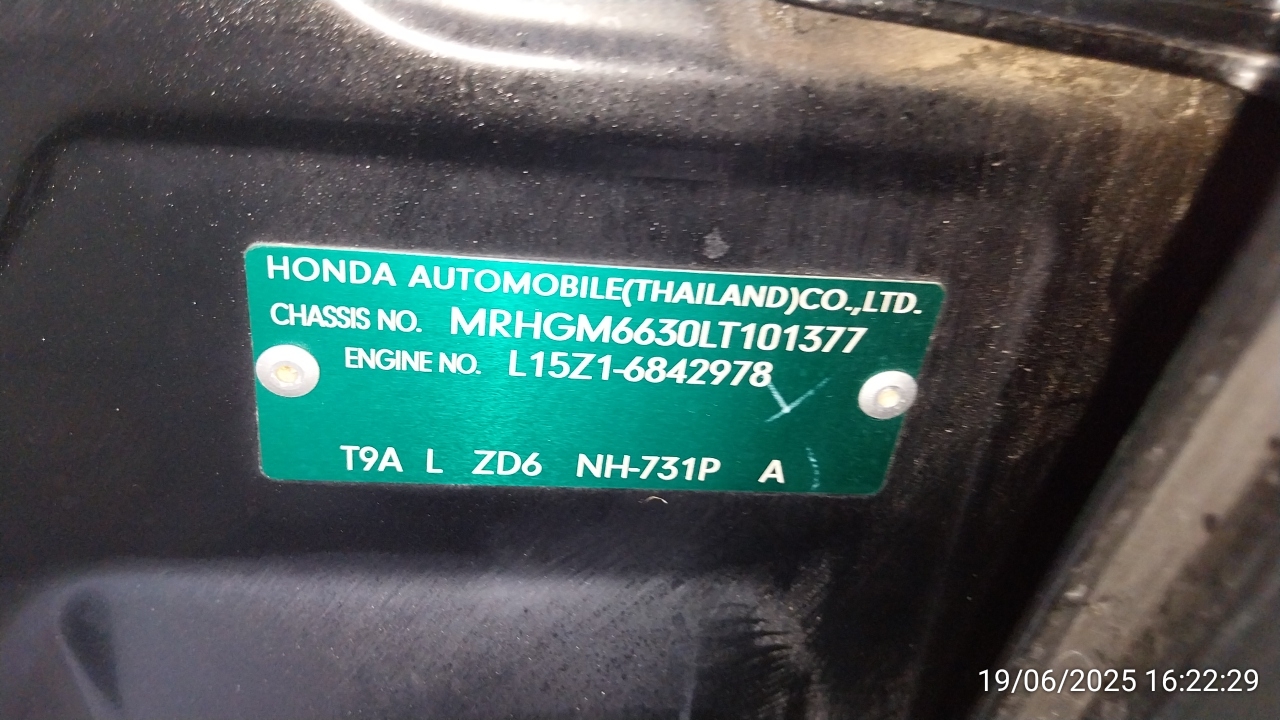 HONDA AUTOMOBILE(THAILAND)CO.,LTD.
CHASSIS NO. MRHGM6630LT101377
ENGINE NO. L15Z1-6842978
T9A L ZD6 NH-731P A
19/06/2025 16:22:29